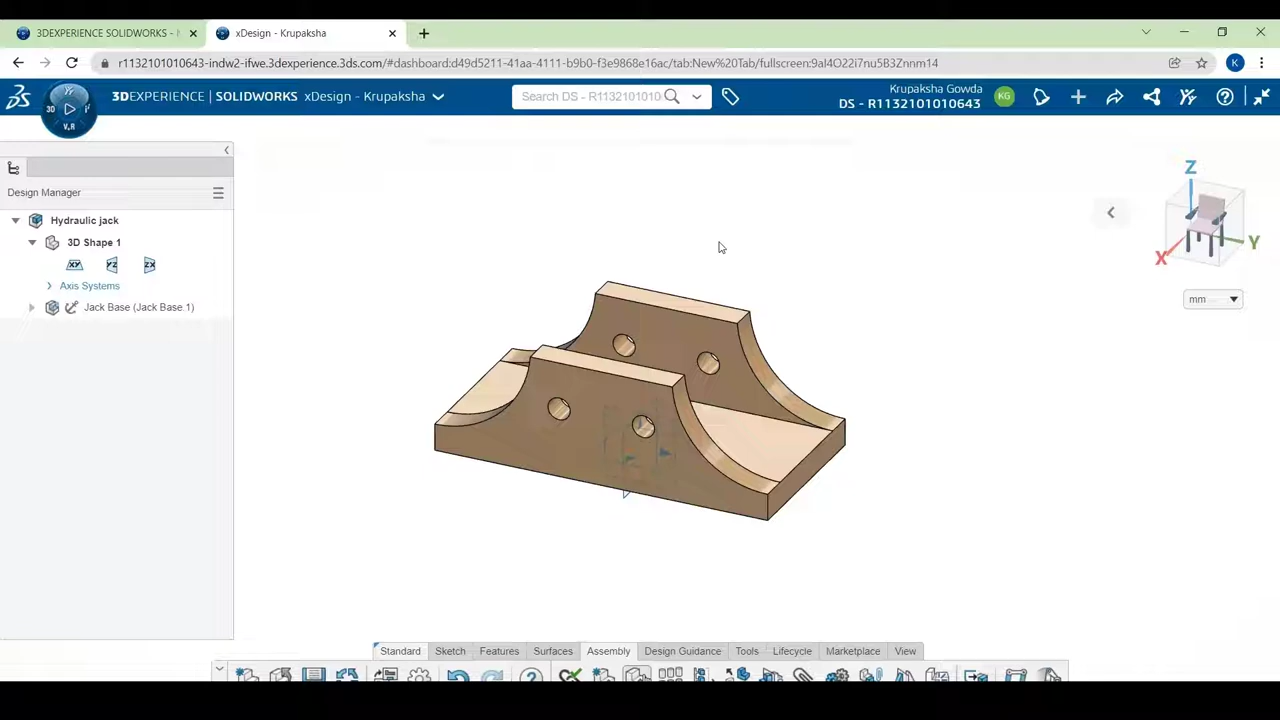 3DEXPERIENCE SOLIDWORKS -
xDesign - Krupaksha
r1132101010643-indw2-ifwe.3dexperience.3ds.com/#dashboard:d49d5211-41aa-4111-b9b0-f3e9868e16ac/tab:New%20Tab/fullscreen:9aI4O22i7nu5B3Znnm14
K
3DEXPERIENCE | SOLIDWORKS xDesign - Krupaksha
Search DS - R1132101010
Krupaksha Gowda
DS - R1132101010643
KG
3D
V.R
Design Manager
Hydraulic jack
3D Shape 1
XY YZ ZX
Axis Systems
Jack Base (Jack Base.1)
Z
Y
X
mm
Standard Sketch Features Surfaces Assembly Design Guidance Tools Lifecycle Marketplace View